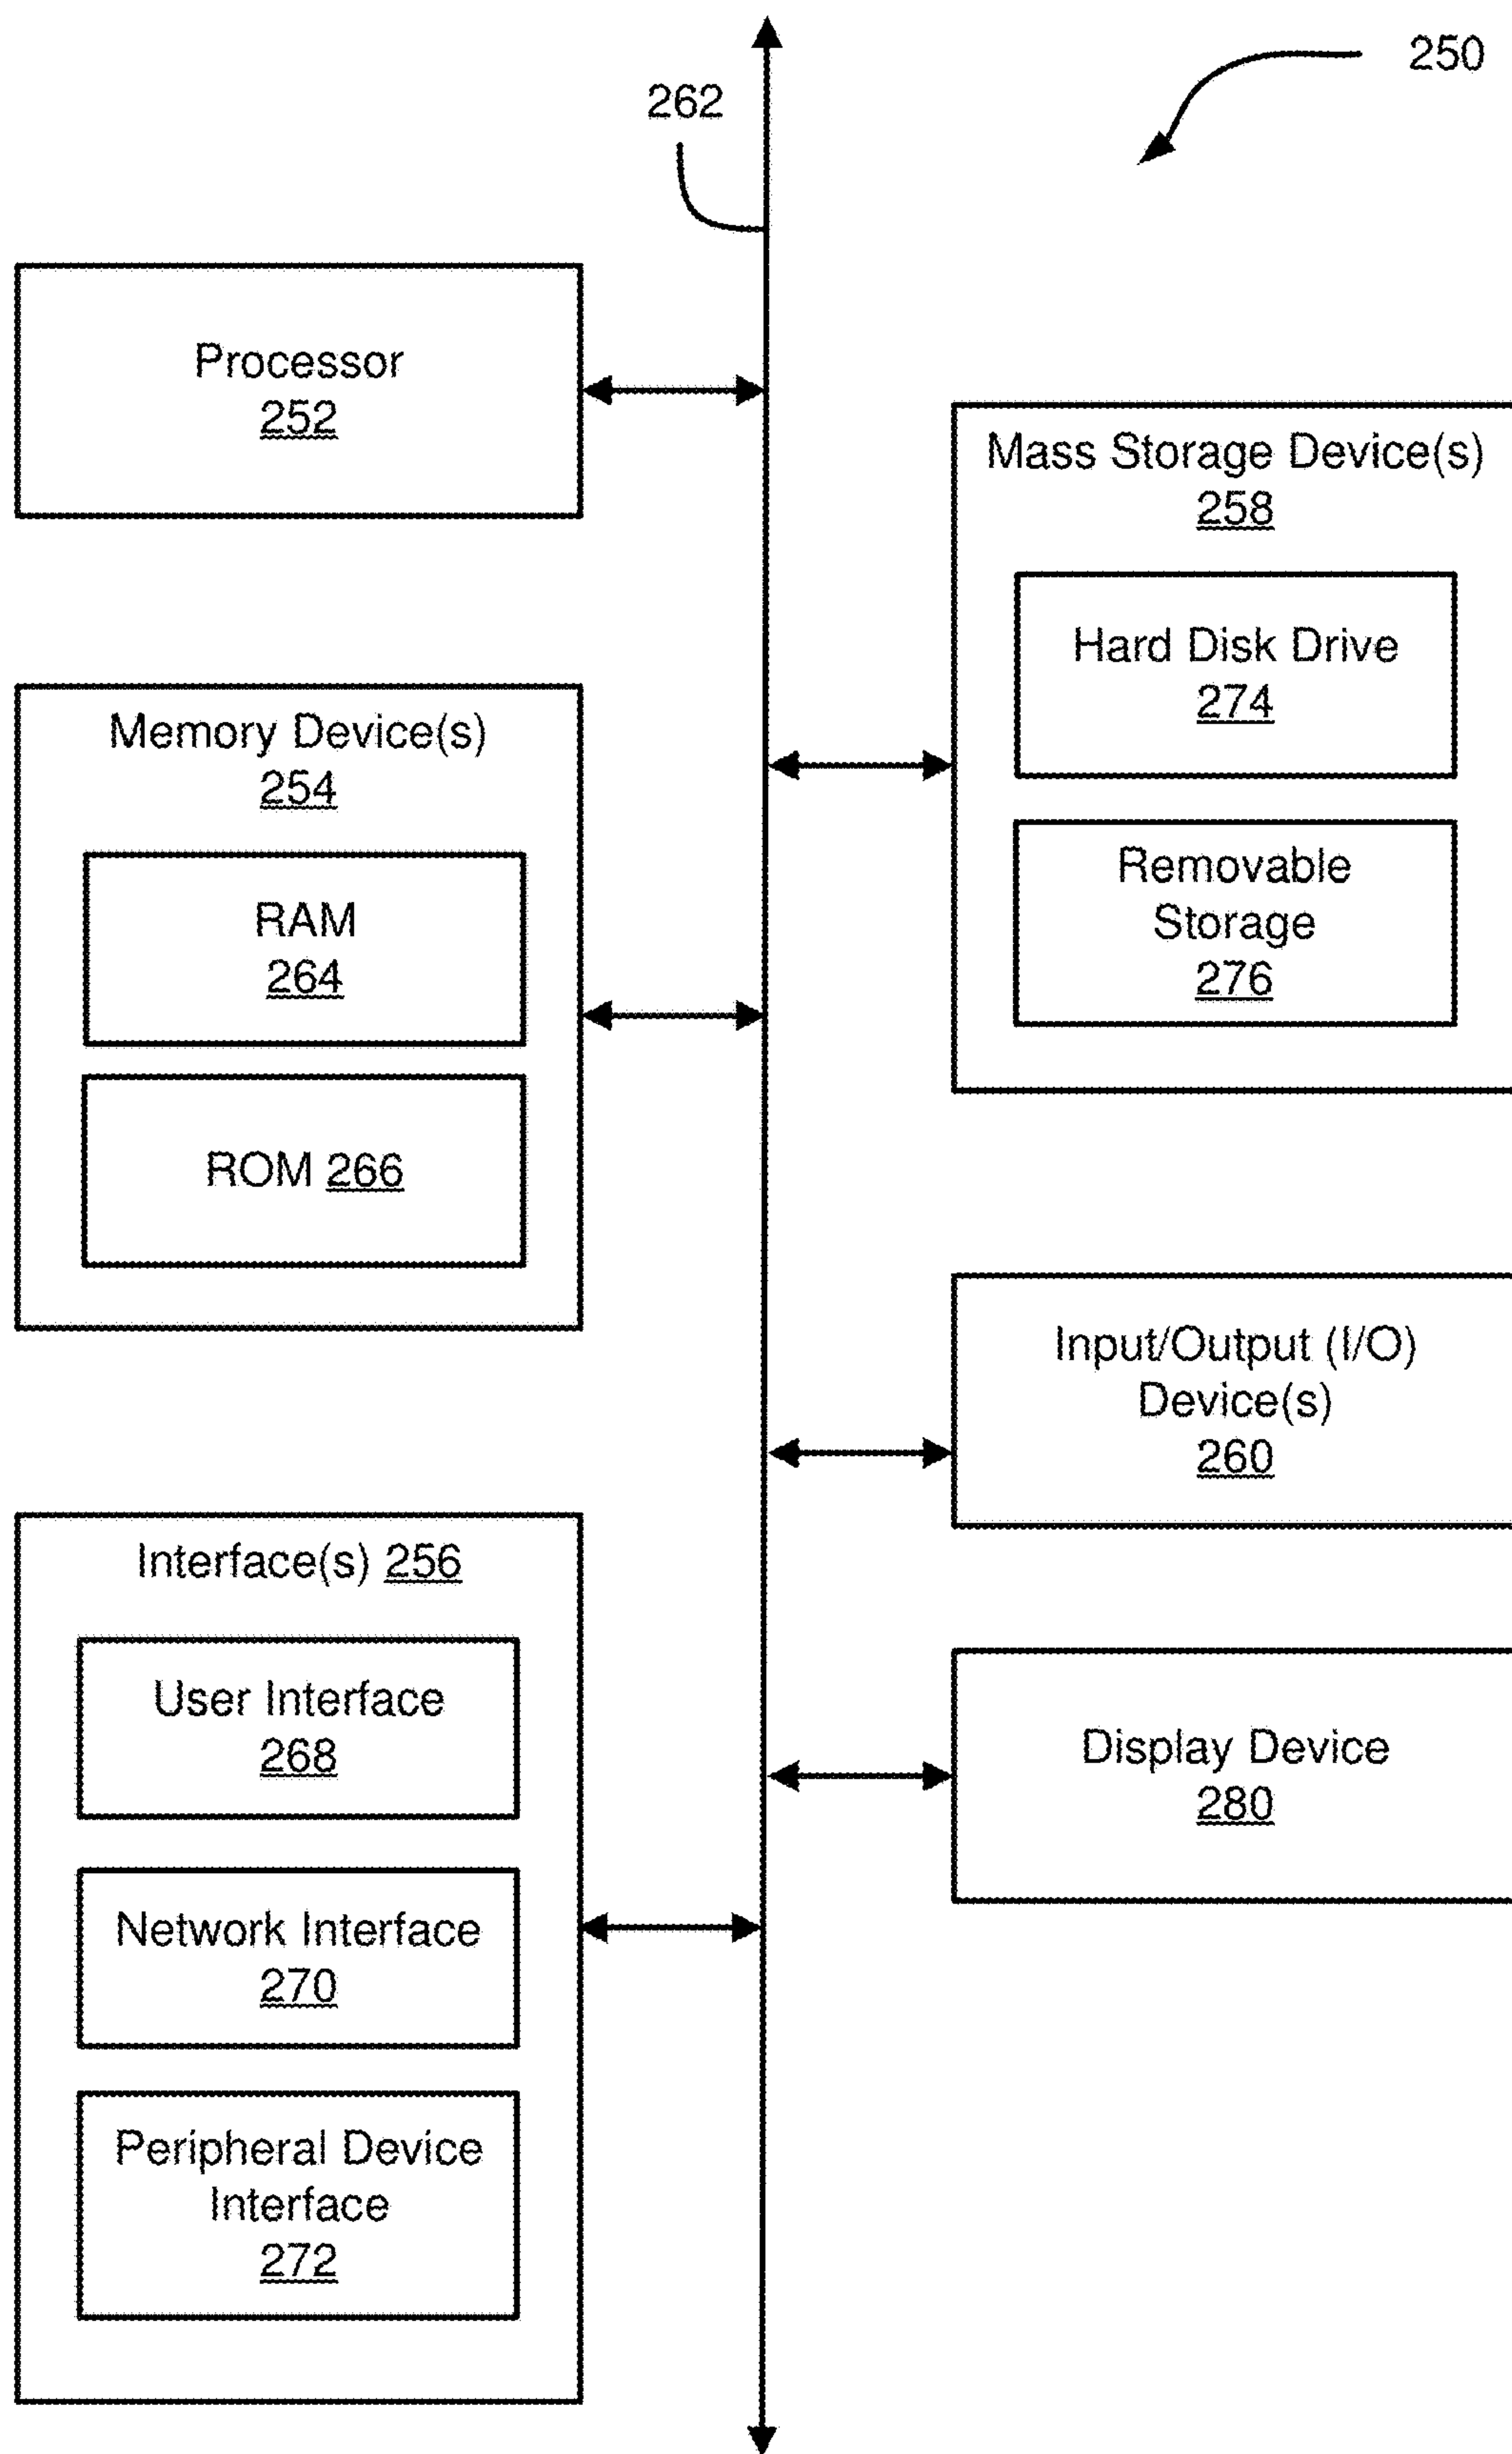 250
262
Processor
252
Mass Storage Device(s)
258
Hard Disk Drive
274
Removable
Storage
276
Memory Device(s)
254
RAM
264
ROM 266
Input/Output (I/O)
Device(s)
260
Interface(s) 256
User Interface
268
Network Interface
270
Peripheral Device
Interface
272
Display Device
280